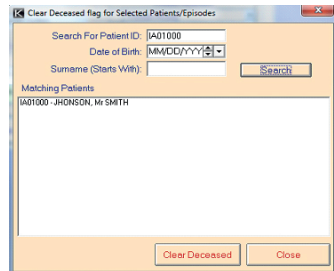 Clear Deceased flag for Selected Patients/Episodes
Search For Patient ID: IA01000
Date of Birth: MM/DD/YYY
Surname (Starts With):
Search
Matching Patients
IA01000 - JHONSON, Mr SMITH
Clear Deceased
Close